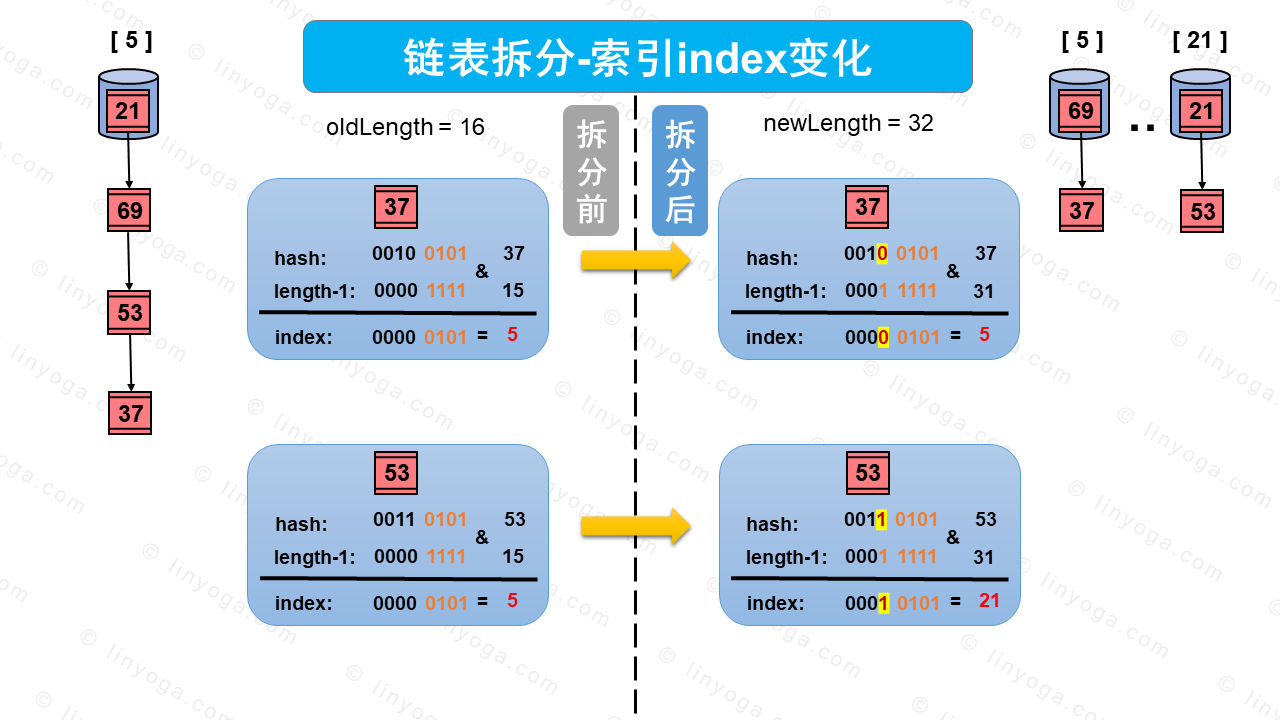 链表拆分-索引index变化
[ 5 ]
21
69
53
37
oldLength = 16
拆分前
拆分后
newLength = 32
[ 5 ]
[ 21 ]
69
..
21
37
53
37
hash: 0010 0101 37
&
length-1: 0000 1111 15
index: 0000 0101 = 5
37
hash: 0010 0101 37
&
length-1: 0001 1111 31
index: 0000 0101 = 5
53
hash: 0011 0101 53
&
length-1: 0000 1111 15
index: 0000 0101 = 5
53
hash: 0011 0101 53
&
length-1: 0001 1111 31
index: 0001 0101 = 21
© linyoga.com